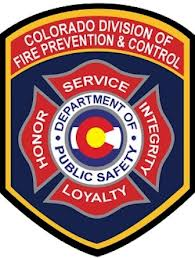 COLORADO DIVISION OF
FIRE PREVENTION & CONTROL
SERVICE
HONOR
INTEGRITY
LOYALTY
DEPARTMENT OF
PUBLIC SAFETY